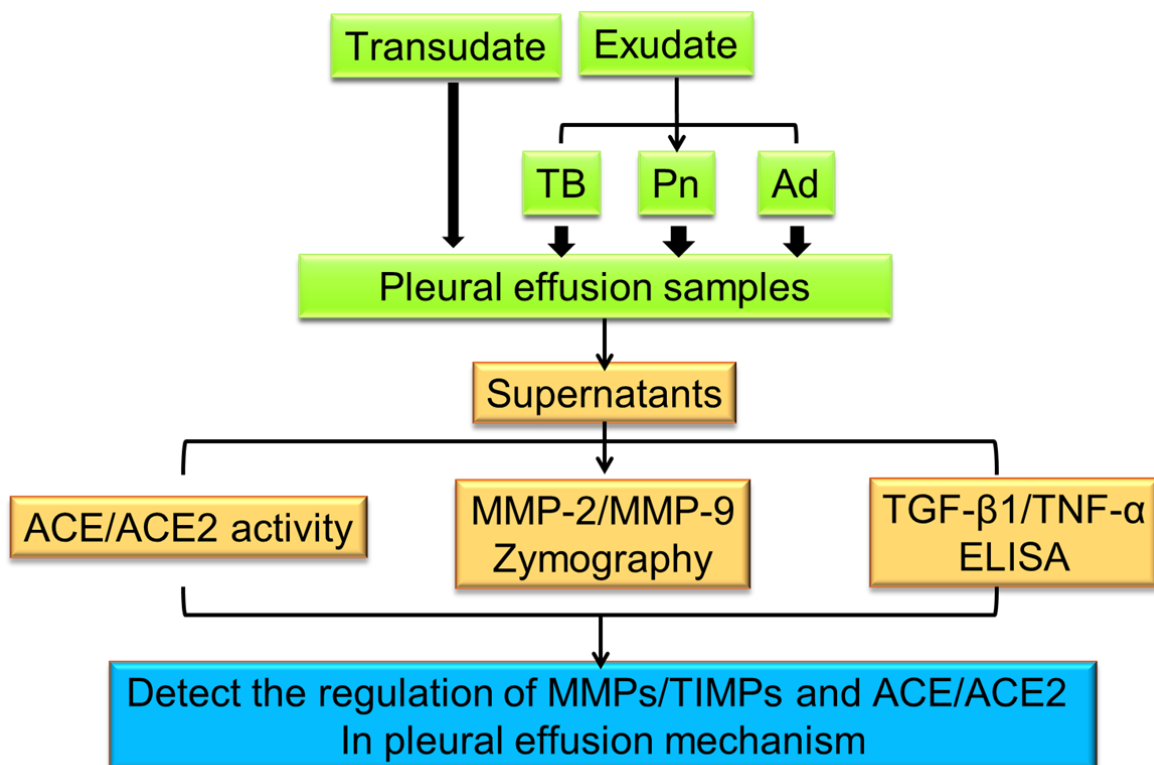 Transudate
Exudate
TB
Pn
Ad
Pleural effusion samples
Supernatants
ACE/ACE2 activity
MMP-2/MMP-9
Zymography
TGF-β1/TNF-α
ELISA
Detect the regulation of MMPs/TIMPs and ACE/ACE2
In pleural effusion mechanism